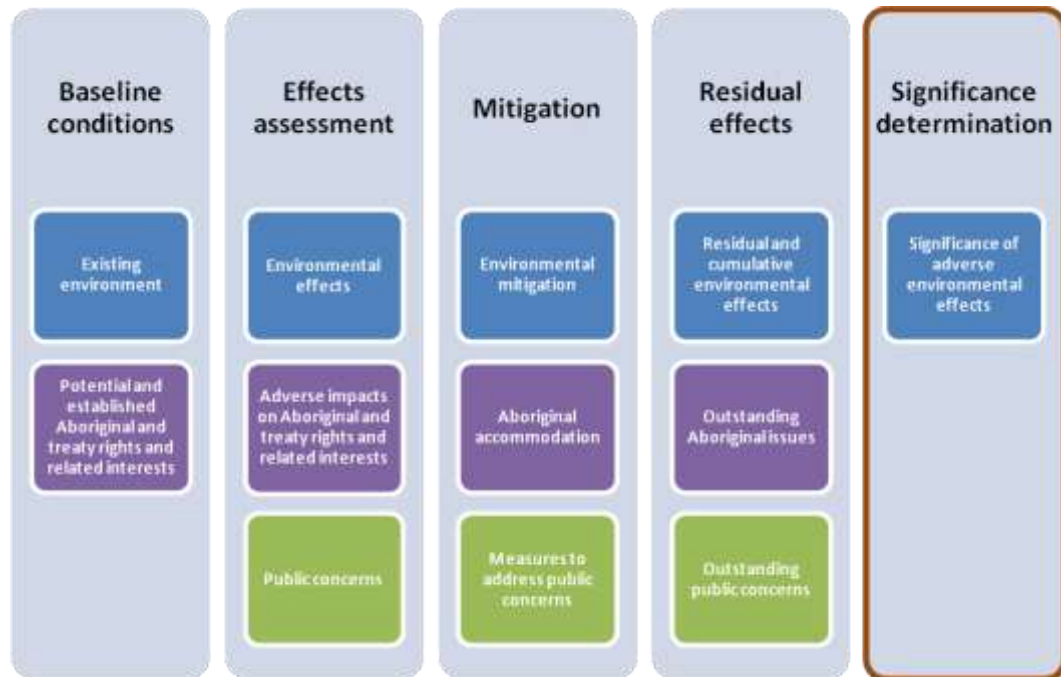 Baseline
conditions
Effects
assessment
Mitigation
Residual
effects
Significance
determination
Existing
environment
Environmental
effects
Environmental
mitigation
Residual and
cumulative
environmental
effects
Significance of
adverse
environmental
effects
Potential and
established
Aboriginal and
treaty rights and
related interests
Adverse impacts
on Aboriginal and
treaty rights and
related interests
Aboriginal
accommodation
Outstanding
Aboriginal issues
Public concerns
Measures to
address public
concerns
Outstanding
public concerns